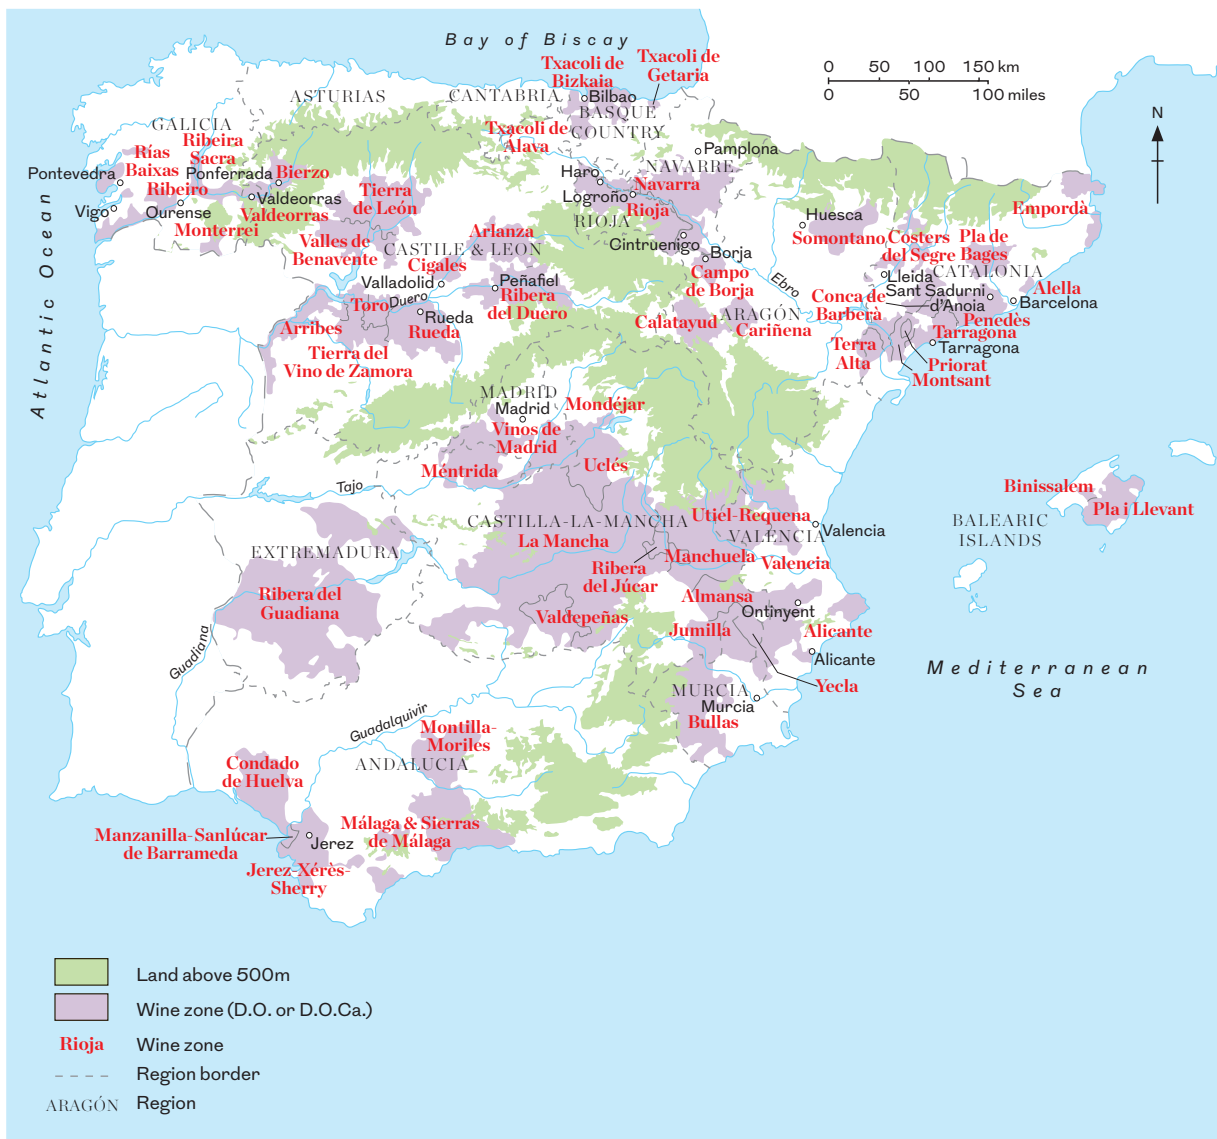 Bay of Biscay
Txacoli de
Bizkaia
Txacoli de
Getaria
0 50 100 150 km
0 50 100 miles
N
ASTURIAS
CANTABRIA
Bilbao
BASQUE
COUNTRY
Txacoli de
Álava
GALICIA
Ribeira
Sacra
Rías
Baixas
Pontevedra
Ponferrada
Bierzo
Ribeiro
Valdeorras
Valdeorras
Vigo
Ourense
Monterrei
Tierra
de León
Valles de
Benavente
Pamplona
NAVARRE
Haro
Navarra
Logroño
Rioja
RIOJA
Cintruenigo
Arlanza
CASTILE & LEON
Cigales
Valladolid
Peñafiel
Duero
Ribera
del Duero
Toro
Rueda
Rueda
Arribes
Tierra del
Vino de Zamora
Borja
Campo
de Borja
Ebro
Calatayud
ARAGÓN
Cariñena
Huesca
Somontano
Costers
del Segre
Pla de
Bages
Empordà
Lleida
CATALONIA
Sant Sadurni
d'Anoia
Alella
Barcelona
Conca de
Barberà
Penedès
Tarragona
Tarragona
Terra
Alta
Priorat
Montsant
Atlantic Ocean
MADRID
Madrid
Mondéjar
Vinos de
Madrid
Méntrida
Uclés
Tajo
CASTILLA-LA-MANCHA
La Mancha
Utiel-Requena
Valencia
VALENCIA
Manchuela
Valencia
Ribera
del Júcar
Binissalem
Pla i Llevant
BALEARIC
ISLANDS
EXTREMADURA
Ribera del
Guadiana
Guadiana
Valdepeñas
Almansa
Ontinyent
Jumilla
Alicante
Alicante
Yecla
Mediterranean
Sea
MURCIA
Murcia
Bullas
Guadalquivir
Montilla-
Moriles
ANDALUCIA
Condado
de Huelva
Manzanilla-Sanlúcar
de Barrameda
Jerez
Jerez-Xérès-
Sherry
Málaga & Sierras
de Málaga
Land above 500m
Wine zone (D.O. or D.O.Ca.)
Rioja Wine zone
Region border
ARAGÓN Region